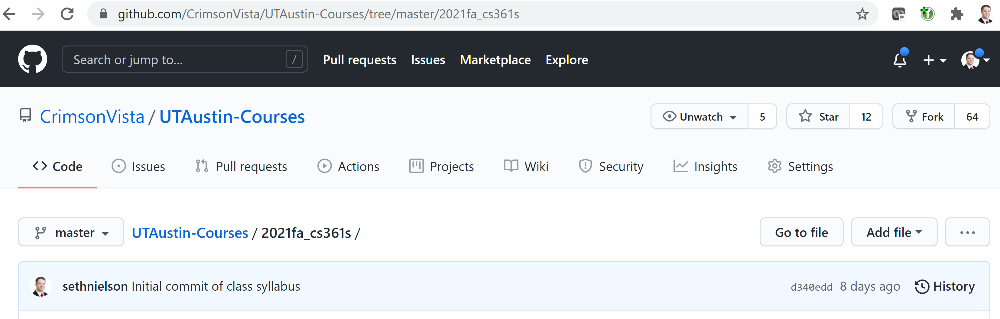 github.com/CrimsonVista/UTAustin-Courses/tree/master/2021fa_cs361s
Search or jump to... / Pull requests Issues Marketplace Explore
CrimsonVista / UTAustin-Courses Unwatch 5 Star 12 Fork 64
Code Issues Pull requests Actions Projects Wiki Security Insights Settings
master UTAustin-Courses / 2021fa_cs361s / Go to file Add file ...
sethnielson Initial commit of class syllabus d340edd 8 days ago History